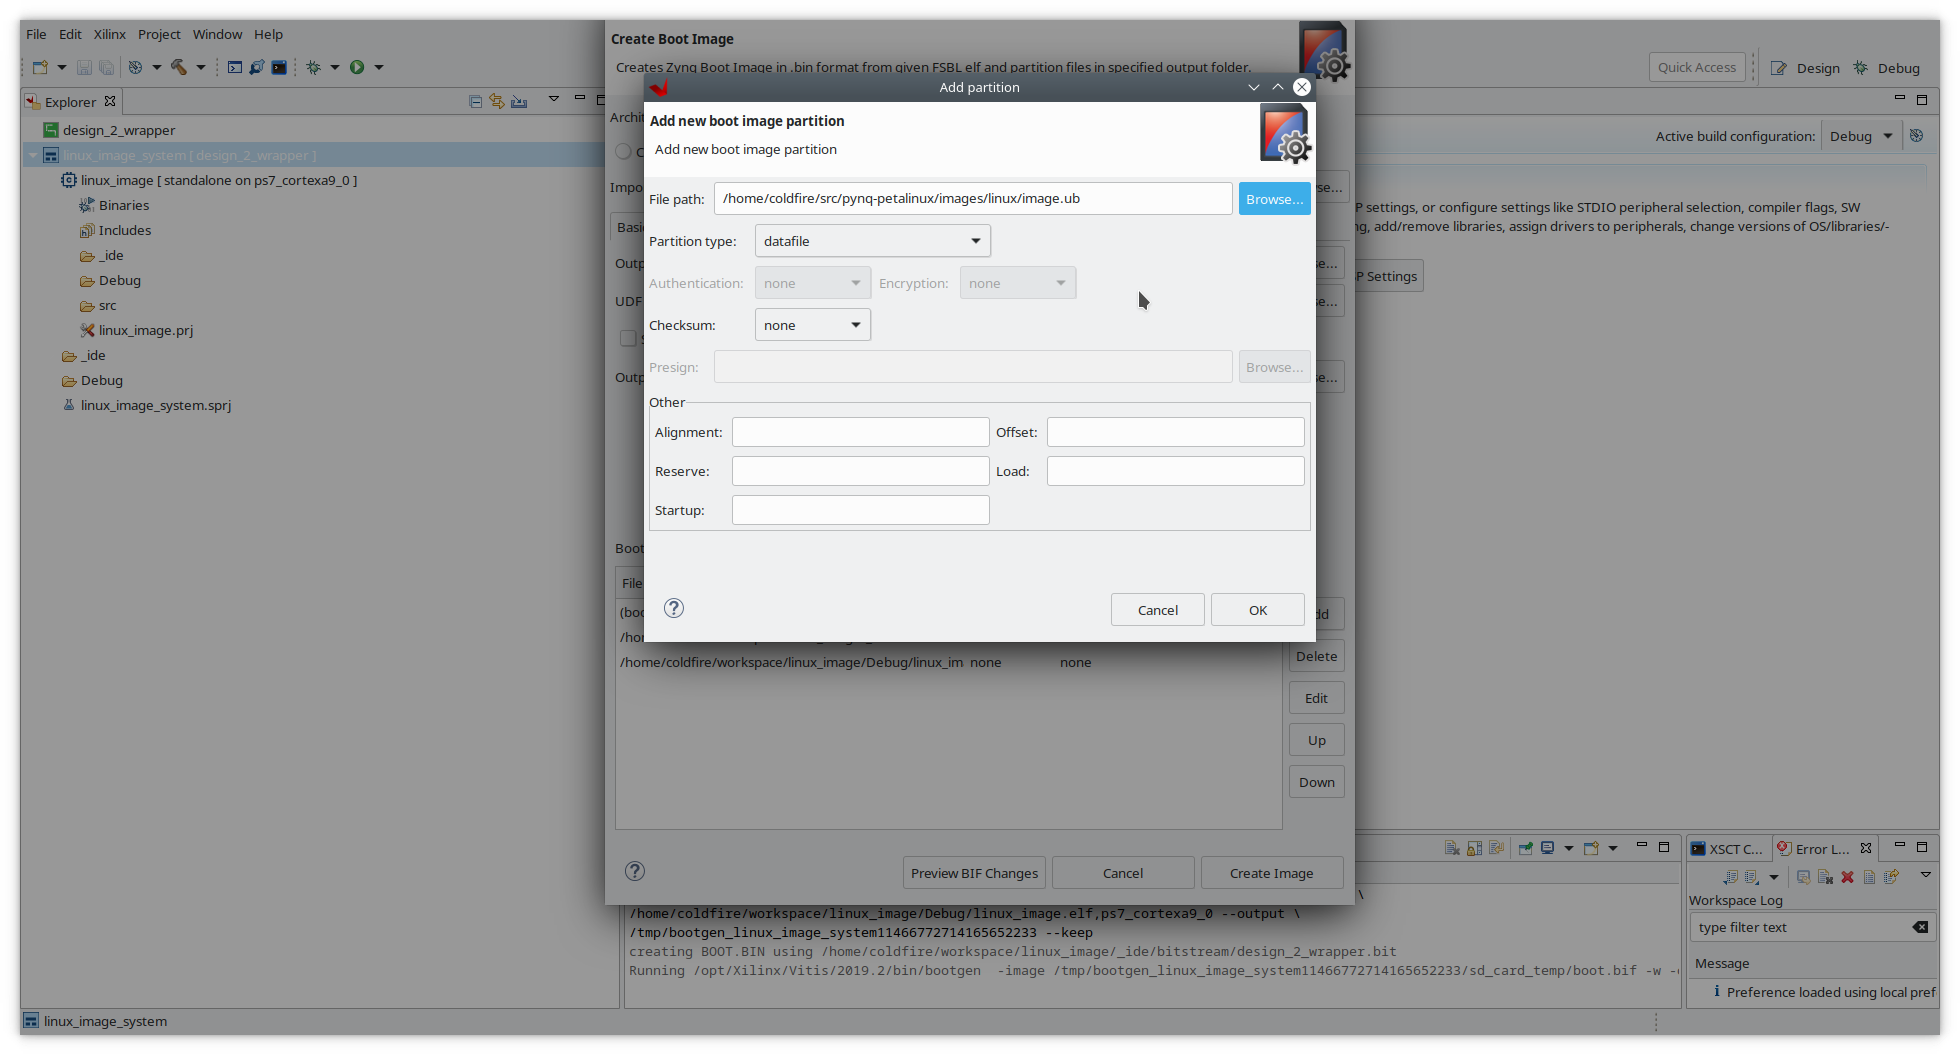 File Edit Xilinx Project Window Help
Create Boot Image
Creates Zynq Boot Image in .bin format from given FSBL elf and partition files in specified output folder.
Quick Access
Design
Debug
Explorer
design_2_wrapper
linux_image_system [ design_2_wrapper ]
linux_image [ standalone on ps7_cortexa9_0 ]
Binaries
Includes
_ide
Debug
src
linux_image.prj
_ide
Debug
linux_image_system.sprj
Add partition
Add new boot image partition
Add new boot image partition
File path: /home/coldfire/src/pynq-petalinux/images/linux/image.ub Browse...
Partition type: datafile
Authentication: none Encryption: none
Checksum: none
Presign: Browse...
Other
Alignment: Offset:
Reserve: Load:
Startup:
Cancel OK
Active build configuration: Debug
P settings, or configure settings like STDIO peripheral selection, compiler flags, SW
ng, add/remove libraries, assign drivers to peripherals, change versions of OS/libraries/-
P Settings
Archit
Impo
Basic
Outp
UDF
Outp
Boot
File
(boo
/hor
/home/coldfire/workspace/linux_image/Debug/linux_im none none
Delete
Edit
Up
Down
Preview BIF Changes Cancel Create Image
\
/home/coldfire/workspace/linux_image/Debug/linux_image.elf,ps7_cortexa9_0 --output \
/tmp/bootgen_linux_image_system11466772714165652233 --keep
creating BOOT.BIN using /home/coldfire/workspace/linux_image/_ide/bitstream/design_2_wrapper.bit
Running /opt/Xilinx/Vitis/2019.2/bin/bootgen -image /tmp/bootgen_linux_image_system11466772714165652233/sd_card_temp/boot.bif -w -
XSCT C... Error L...
Workspace Log
type filter text
Message
Preference loaded using local pref
linux_image_system